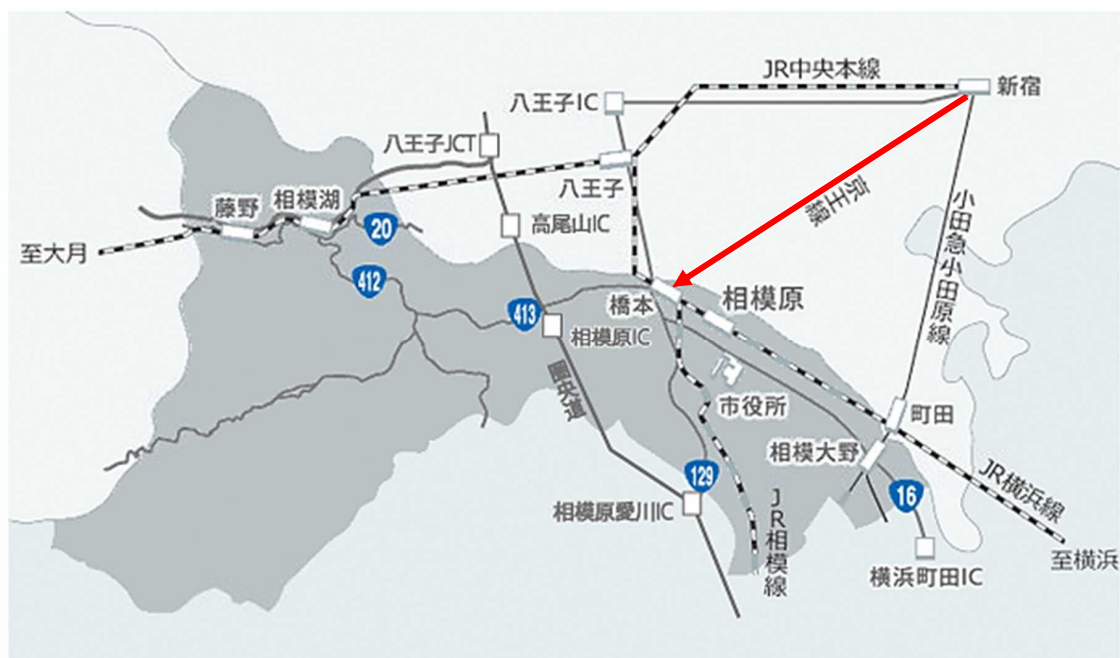 JR中央本線
新宿
八王子IC
八王子JCT
八王子
京王線
小田急小田原線
藤野
相模湖
20
高尾山IC
至大月
412
413
橋本
相模原
相模原IC
圏央道
市役所
町田
相模大野
129
16
JR横浜線
相模原愛川IC
JR相模線
至横浜
横浜町田IC